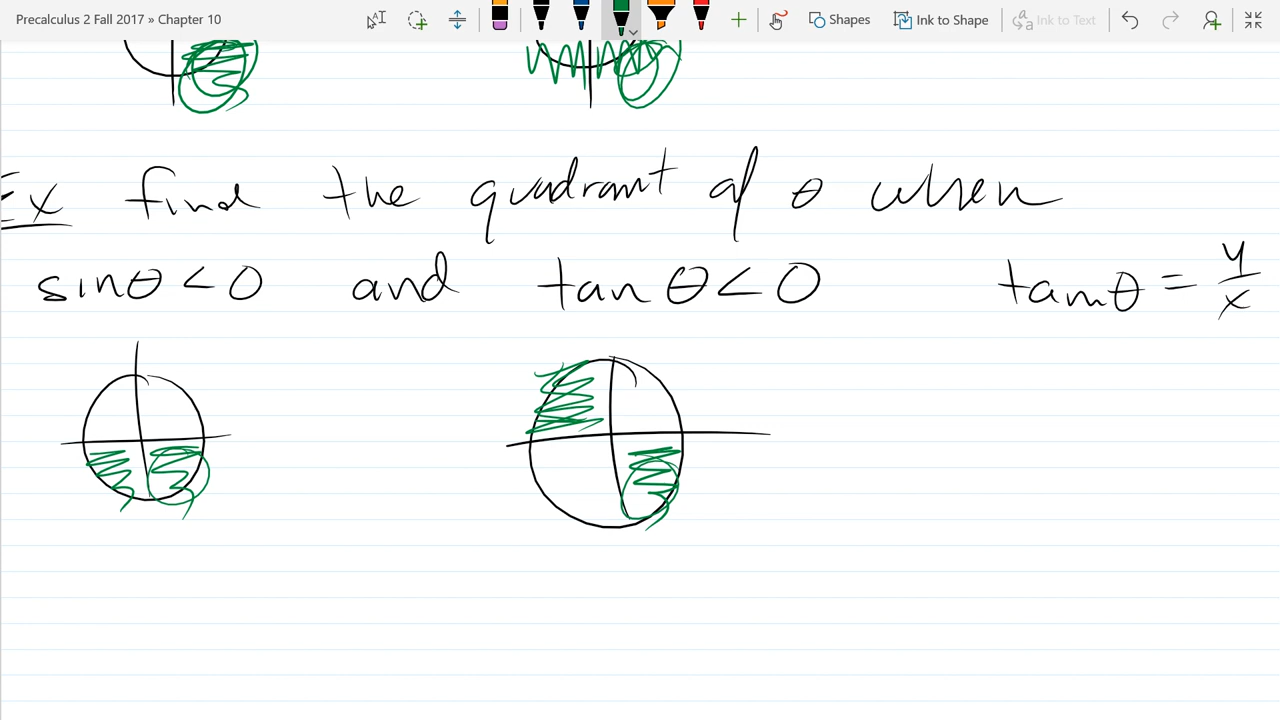 Precalculus 2 Fall 2017 » Chapter 10
Shapes
Ink to Shape
Ink to Text
Ex find the quadrant of θ when
sinθ < 0 and tan θ < 0 tanθ = y/x